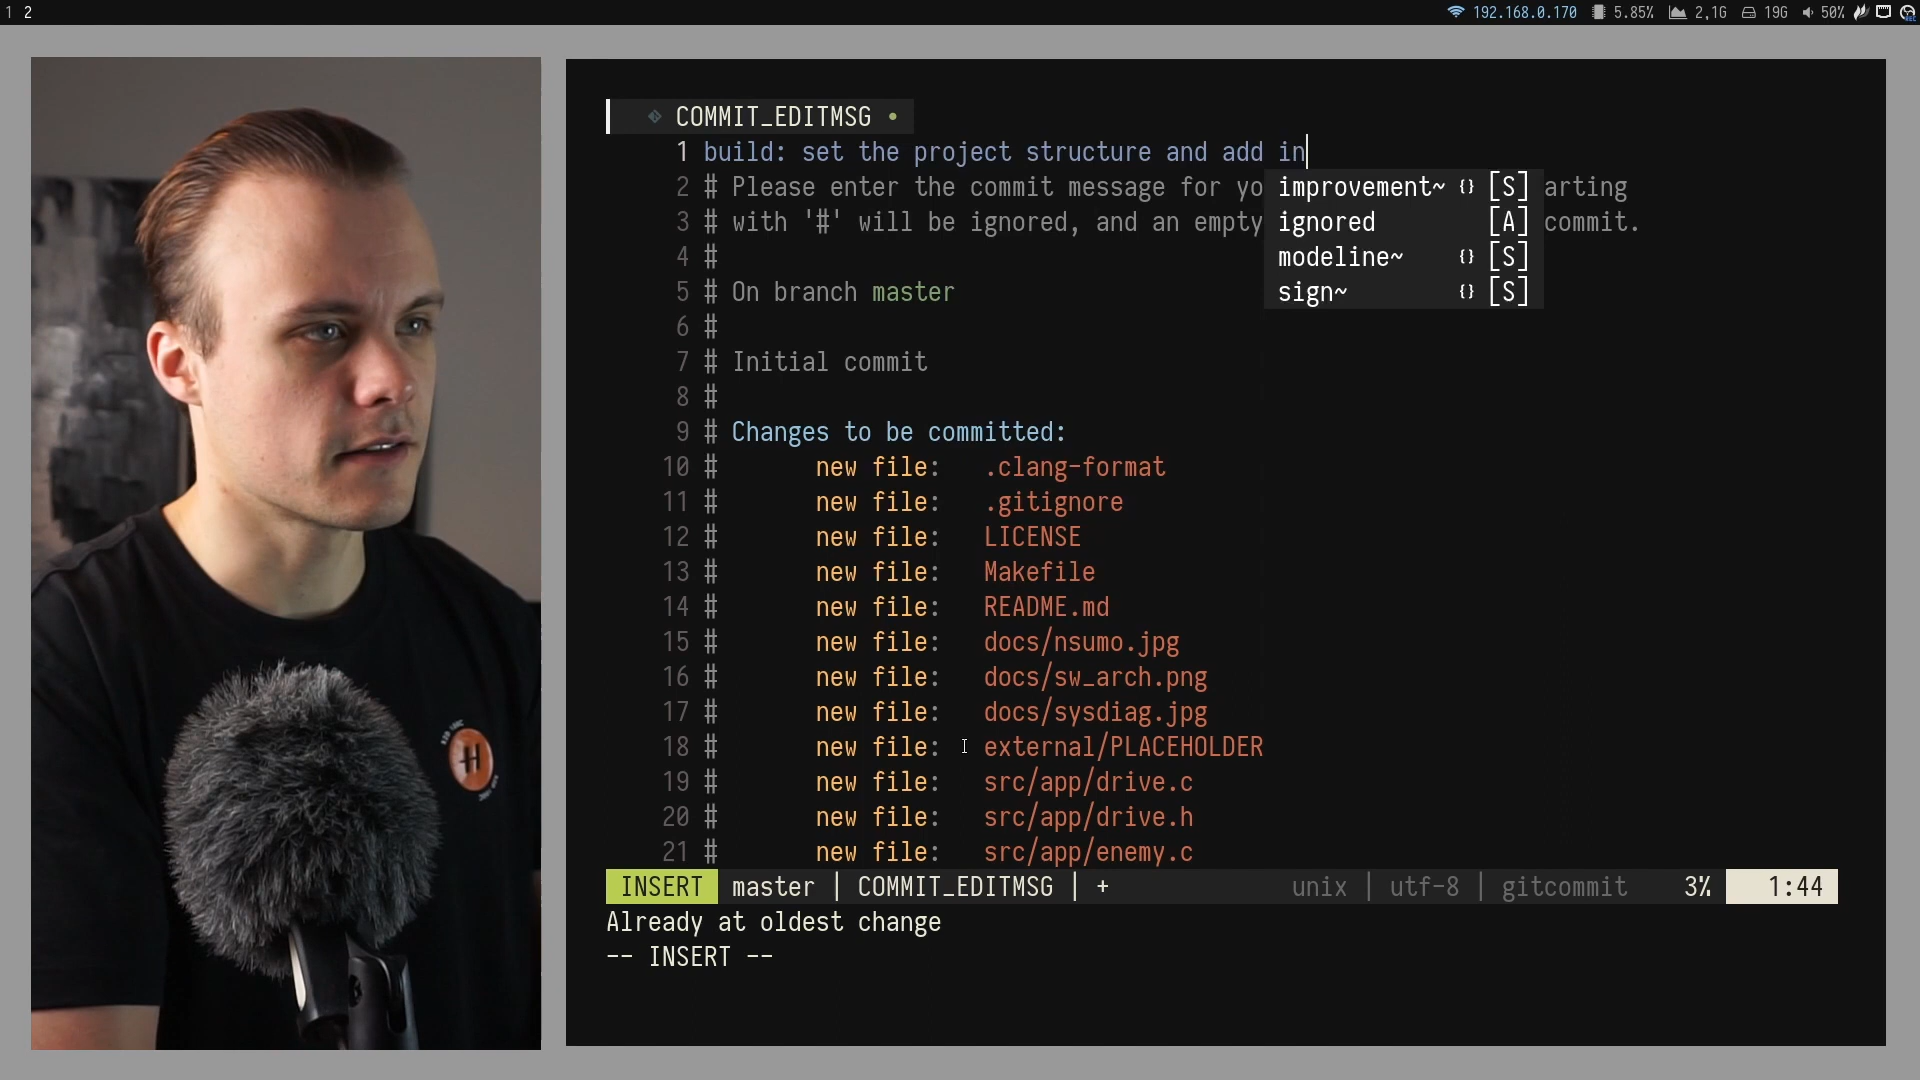 1 2 192.168.0.170 5.85% 2,1G 19G 50% REC
COMMIT_EDITMSG •
1 build: set the project structure and add in
2 # Please enter the commit message for yo improvement~ {} [S] arting
3 # with '#' will be ignored, and an empty ignored [A] commit.
4 # modeline~ {} [S]
5 # On branch master sign~ {} [S]
6 #
7 # Initial commit
8 #
9 # Changes to be committed:
10 # new file: .clang-format
11 # new file: .gitignore
12 # new file: LICENSE
13 # new file: Makefile
14 # new file: README.md
15 # new file: docs/nsumo.jpg
16 # new file: docs/sw_arch.png
17 # new file: docs/sysdiag.jpg
18 # new file: external/PLACEHOLDER
19 # new file: src/app/drive.c
20 # new file: src/app/drive.h
21 # new file: src/app/enemy.c
INSERT master | COMMIT_EDITMSG | + unix | utf-8 | gitcommit 3% 1:44
Already at oldest change
-- INSERT --
H